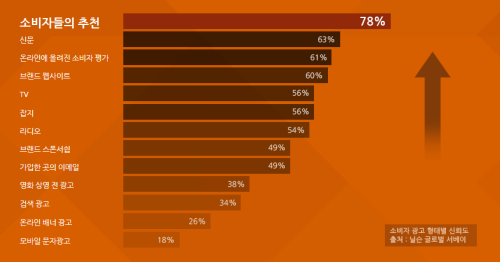 소비자들의 추천 78%
신문 63%
온라인에 올려진 소비자 평가 61%
브랜드 웹사이트 60%
TV 56%
잡지 56%
라디오 54%
브랜드 스폰서쉽 49%
가입한 곳의 이메일 49%
영화 상영 전 광고 38%
검색 광고 34%
온라인 배너 광고 26%
모바일 문자광고 18%
소비자 광고 형태별 신뢰도
출처 : 닐슨 글로벌 서베이